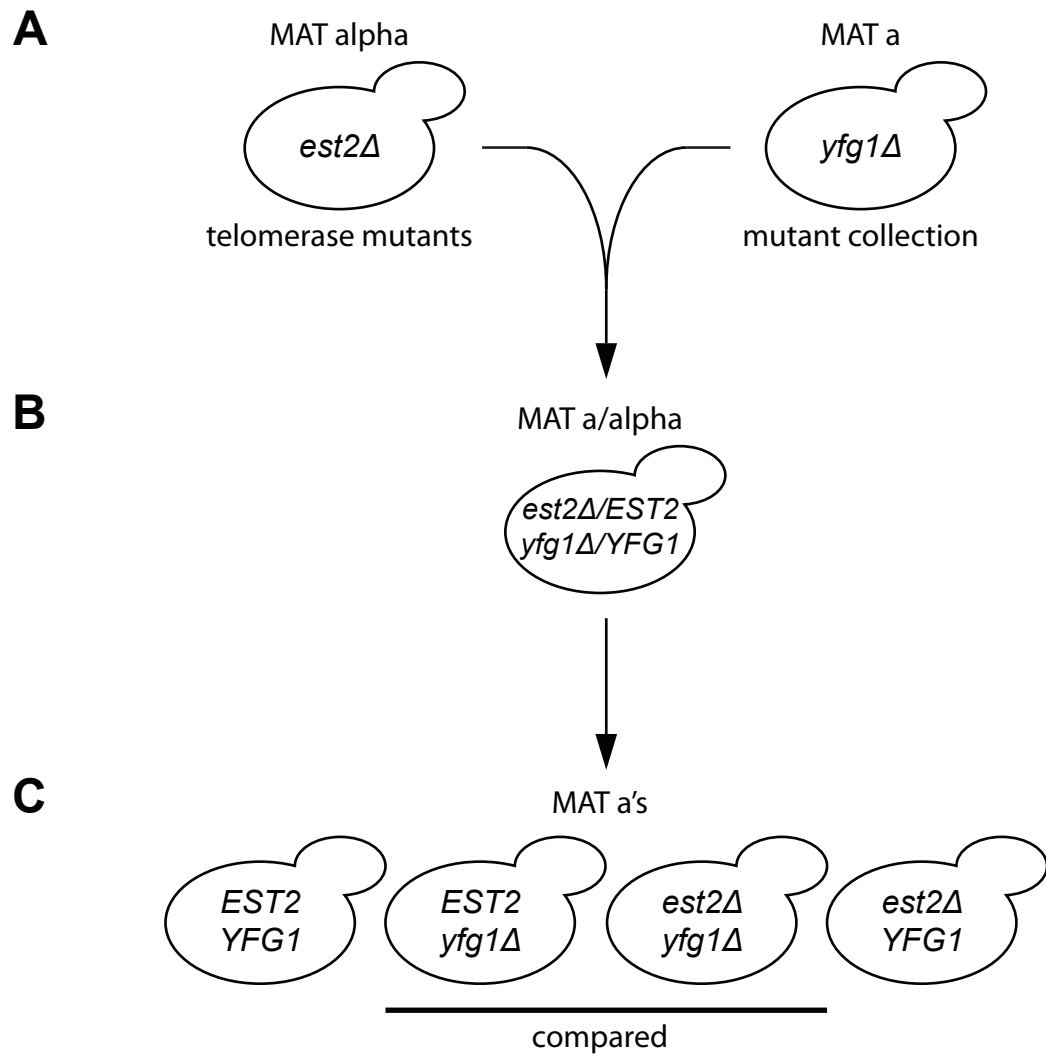 A
MAT alpha
MAT a
est2Δ
yfg1Δ
telomerase mutants
mutant collection
B
MAT a/alpha
est2Δ/EST2
yfg1Δ/YFG1
C
MAT a's
EST2
YFG1
EST2
yfg1Δ
est2Δ
yfg1Δ
est2Δ
YFG1
compared